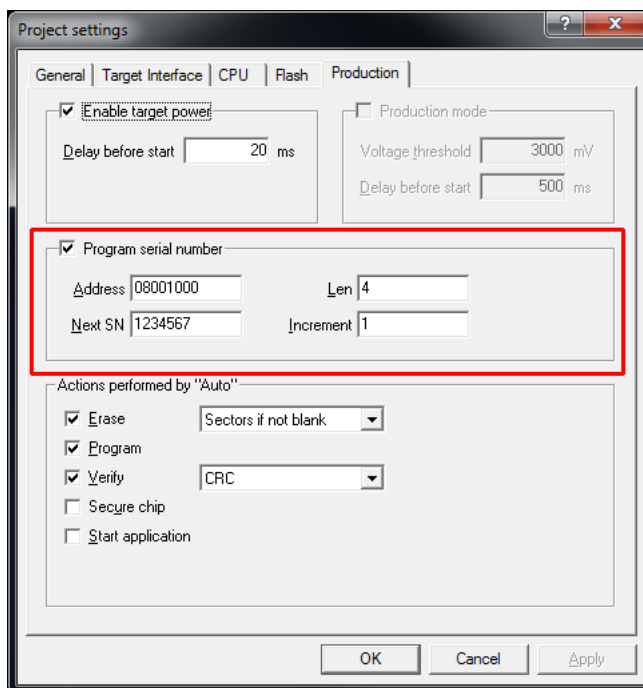 Project settings
General Target Interface CPU Flash Production
Enable target power
Delay before start 20 ms
Production mode
Voltage threshold 3000 mV
Delay before start 500 ms
Program serial number
Address 08001000 Len 4
Next SN 1234567 Increment 1
Actions performed by "Auto"
Erase Sectors if not blank
Program
Verify CRC
Secure chip
Start application
OK Cancel Apply